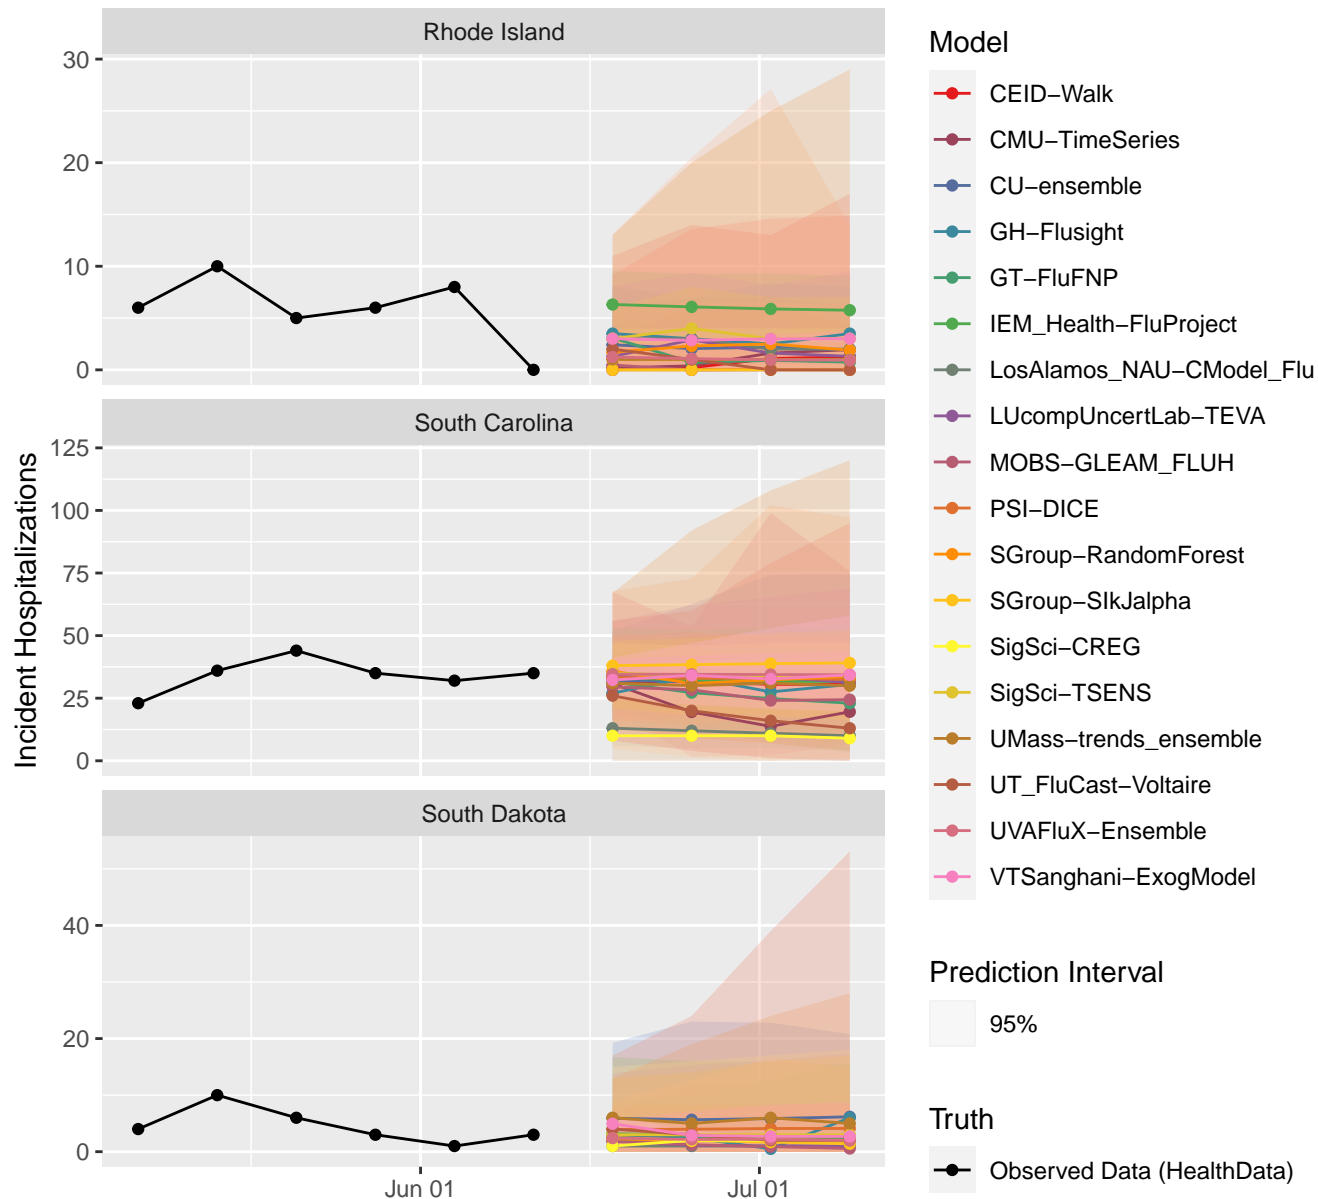 Rhode Island
30
20
10
0
South Carolina
125
100
75
50
25
0
South Dakota
40
20
0
Jun 01
Jul 01
Incident Hospitalizations
Model
CEID−Walk
CMU−TimeSeries
CU−ensemble
GH−Flusight
GT−FluFNP
IEM_Health−FluProject
LosAlamos_NAU−CModel_Flu
LUcompUncertLab−TEVA
MOBS−GLEAM_FLUH
PSI−DICE
SGroup−RandomForest
SGroup−SIkJalpha
SigSci−CREG
SigSci−TSENS
UMass−trends_ensemble
UT_FluCast−Voltaire
UVAFluX−Ensemble
VTSanghani−ExogModel
Prediction Interval
95%
Truth
Observed Data (HealthData)